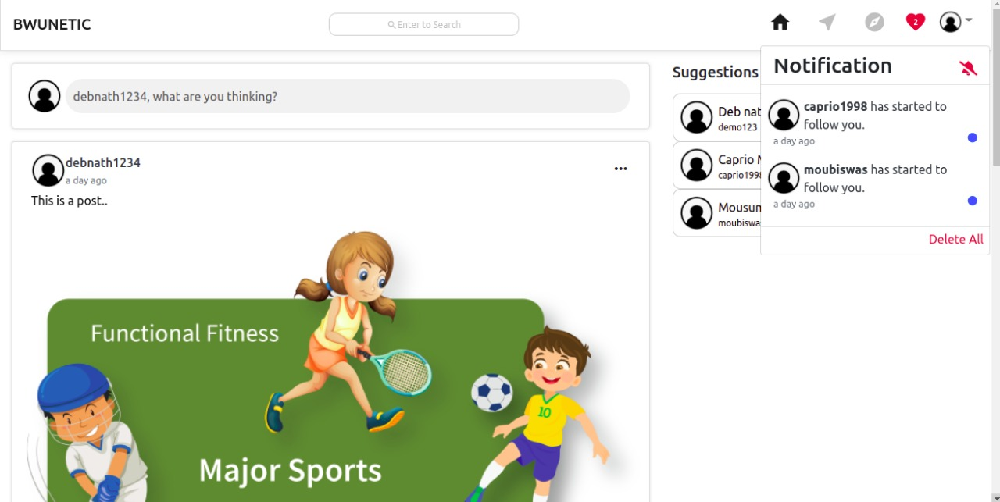 BWUNETIC
Enter to Search
2
debnath1234, what are you thinking?
debnath1234
a day ago
This is a post..
Functional Fitness
10
Major Sports
Suggestions
Deb nat
demo123
Caprio
caprio1998
Mousum
moubiswa
Notification
caprio1998 has started to
follow you.
a day ago
moubiswas has started to
follow you.
a day ago
Delete All